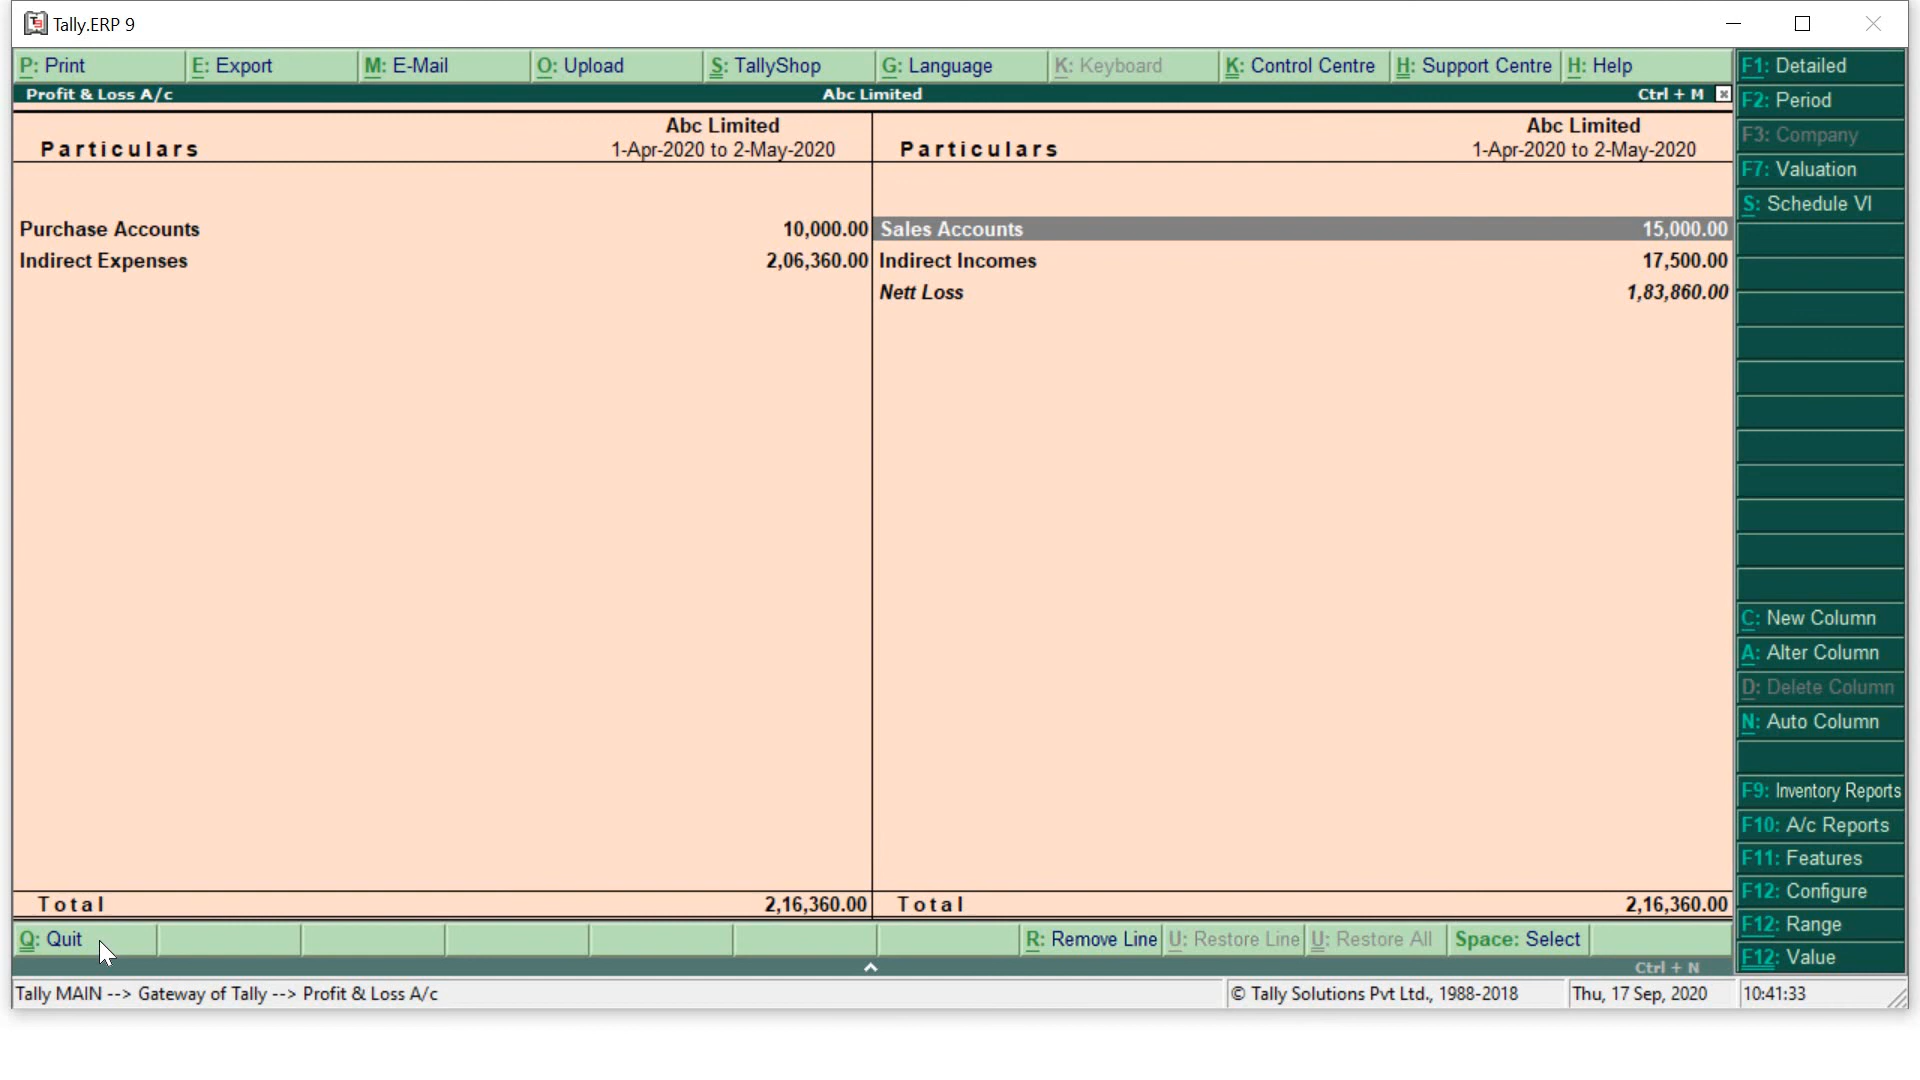 Tally.ERP 9
P: Print E: Export M: E-Mail O: Upload S: TallyShop G: Language K: Keyboard K: Control Centre H: Support Centre H: Help
Profit & Loss A/c Abc Limited Ctrl + M
Particulars Abc Limited Particulars Abc Limited
1-Apr-2020 to 2-May-2020 1-Apr-2020 to 2-May-2020
Purchase Accounts 10,000.00 Sales Accounts 15,000.00
Indirect Expenses 2,06,360.00 Indirect Incomes 17,500.00
Nett Loss 1,83,860.00
Total 2,16,360.00 Total 2,16,360.00
Q: Quit R: Remove Line U: Restore Line U: Restore All Space: Select
Ctrl + N
Tally MAIN --> Gateway of Tally --> Profit & Loss A/c © Tally Solutions Pvt Ltd., 1988-2018 Thu, 17 Sep, 2020 10:41:33
F1: Detailed
F2: Period
F3: Company
F7: Valuation
S: Schedule VI
C: New Column
A: Alter Column
D: Delete Column
N: Auto Column
F9: Inventory Reports
F10: A/c Reports
F11: Features
F12: Configure
F12: Range
F12: Value